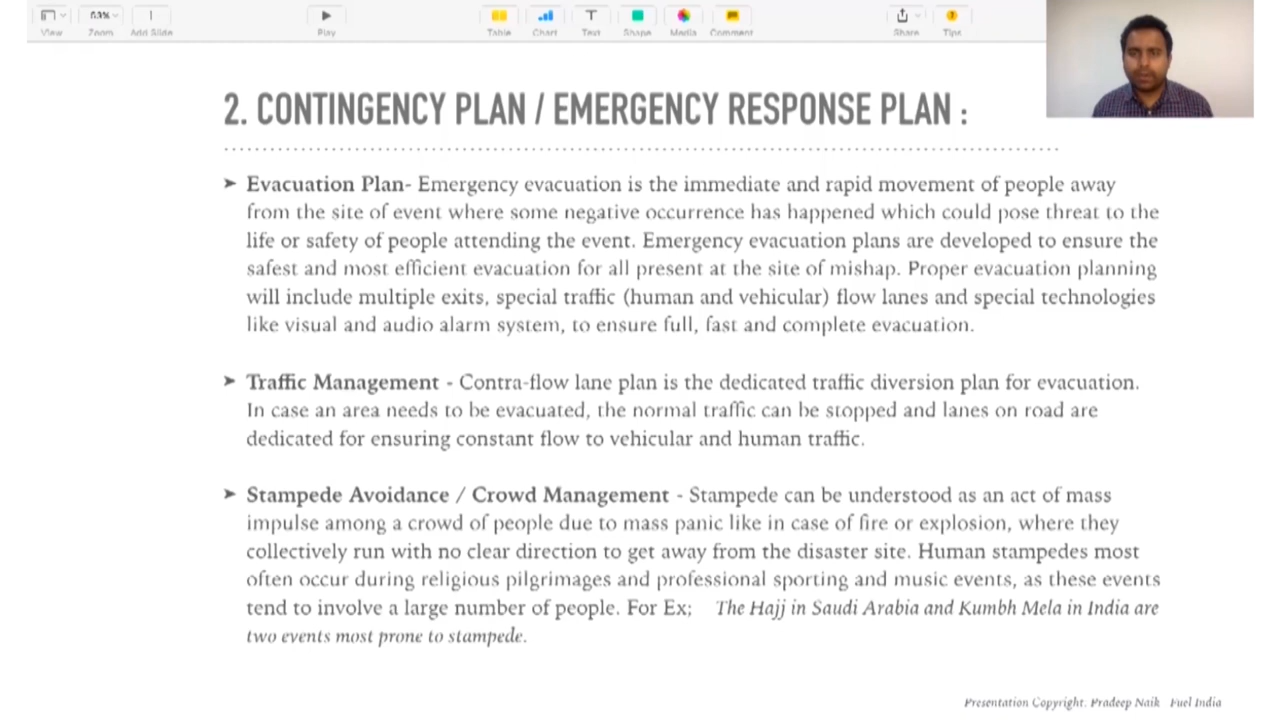 View
Zoom
Add Slide
Play
Table
Chart
Text
Shape
Media
Comment
Share
Tips
2. CONTINGENCY PLAN / EMERGENCY RESPONSE PLAN :
➤ Evacuation Plan- Emergency evacuation is the immediate and rapid movement of people away
from the site of event where some negative occurrence has happened which could pose threat to the
life or safety of people attending the event. Emergency evacuation plans are developed to ensure the
safest and most efficient evacuation for all present at the site of mishap. Proper evacuation planning
will include multiple exits, special traffic (human and vehicular) flow lanes and special technologies
like visual and audio alarm system, to ensure full, fast and complete evacuation.
➤ Traffic Management - Contra-flow lane plan is the dedicated traffic diversion plan for evacuation.
In case an area needs to be evacuated, the normal traffic can be stopped and lanes on road are
dedicated for ensuring constant flow to vehicular and human traffic.
➤ Stampede Avoidance / Crowd Management - Stampede can be understood as an act of mass
impulse among a crowd of people due to mass panic like in case of fire or explosion, where they
collectively run with no clear direction to get away from the disaster site. Human stampedes most
often occur during religious pilgrimages and professional sporting and music events, as these events
tend to involve a large number of people. For Ex; The Hajj in Saudi Arabia and Kumbh Mela in India are
two events most prone to stampede.
Presentation Copyright. Pradeep Naik Fuel India